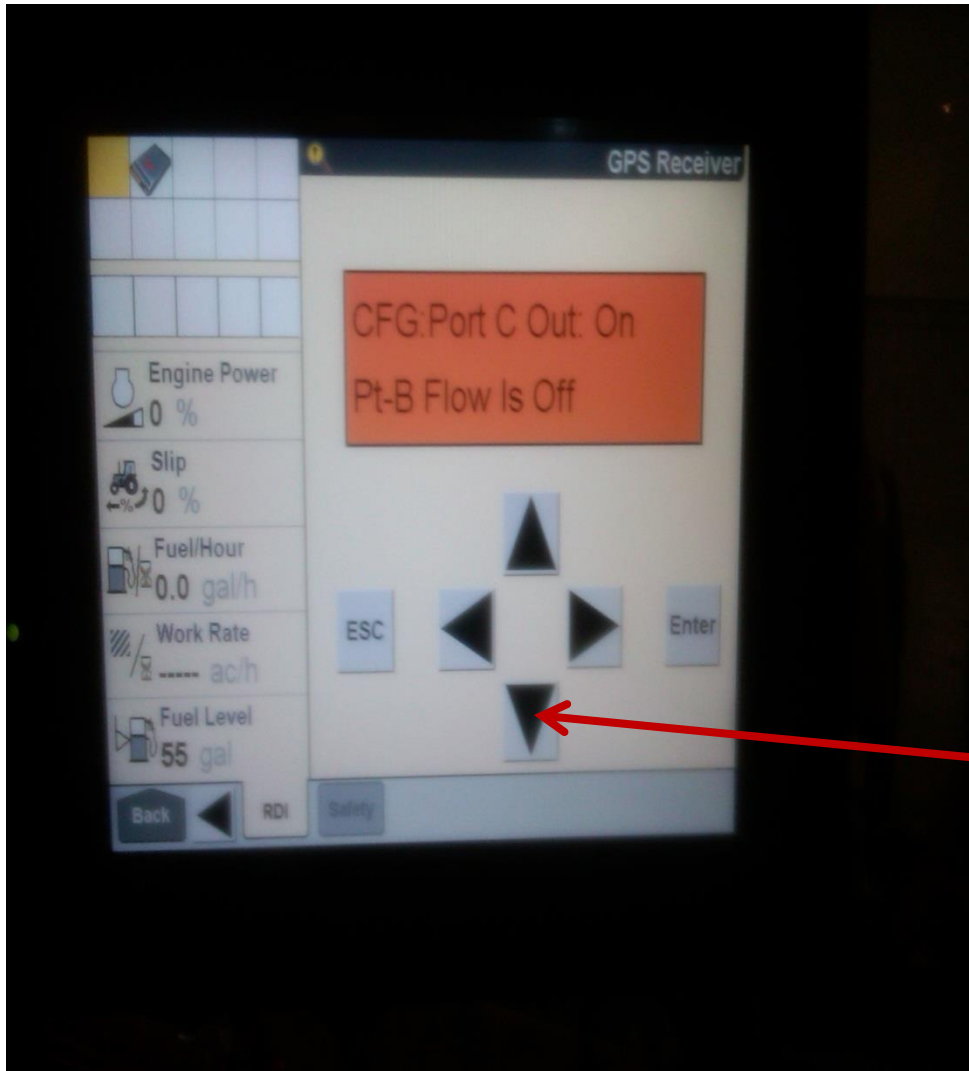 GPS Receiver
CFG:Port C Out: On
Pt-B Flow Is Off
Engine Power
0 %
Slip
0 %
Fuel/Hour
0.0 gal/h
Work Rate
----- ac/h
Fuel Level
55 gal
ESC
Enter
Back
RDI
Safety